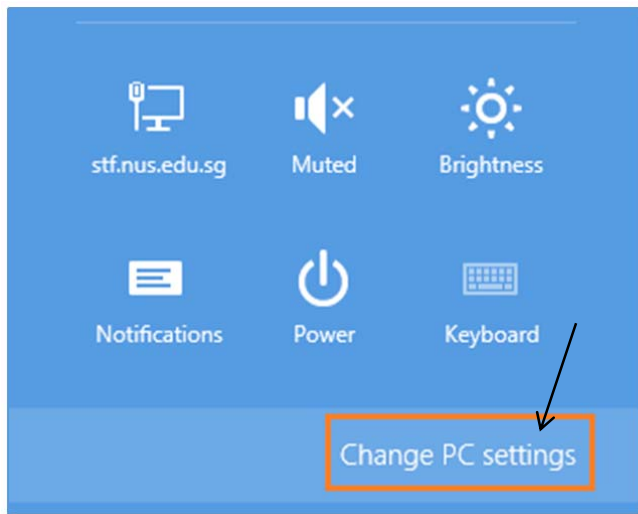 stf.nus.edu.sg Muted Brightness
Notifications Power Keyboard
Change PC settings